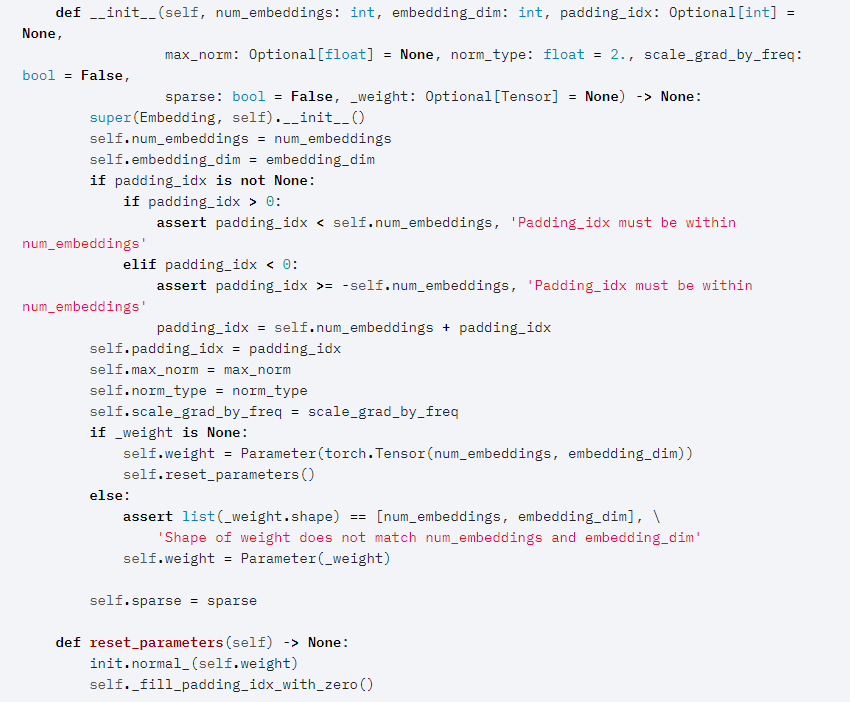 def __init__(self, num_embeddings: int, embedding_dim: int, padding_idx: Optional[int] =
None,
                 max_norm: Optional[float] = None, norm_type: float = 2., scale_grad_by_freq:
bool = False,
                 sparse: bool = False, _weight: Optional[Tensor] = None) -> None:
        super(Embedding, self).__init__()
        self.num_embeddings = num_embeddings
        self.embedding_dim = embedding_dim
        if padding_idx is not None:
            if padding_idx > 0:
                assert padding_idx < self.num_embeddings, 'Padding_idx must be within
num_embeddings'
            elif padding_idx < 0:
                assert padding_idx >= -self.num_embeddings, 'Padding_idx must be within
num_embeddings'
                padding_idx = self.num_embeddings + padding_idx
        self.padding_idx = padding_idx
        self.max_norm = max_norm
        self.norm_type = norm_type
        self.scale_grad_by_freq = scale_grad_by_freq
        if _weight is None:
            self.weight = Parameter(torch.Tensor(num_embeddings, embedding_dim))
            self.reset_parameters()
        else:
            assert list(_weight.shape) == [num_embeddings, embedding_dim], \
                'Shape of weight does not match num_embeddings and embedding_dim'
            self.weight = Parameter(_weight)

        self.sparse = sparse

    def reset_parameters(self) -> None:
        init.normal_(self.weight)
        self._fill_padding_idx_with_zero()